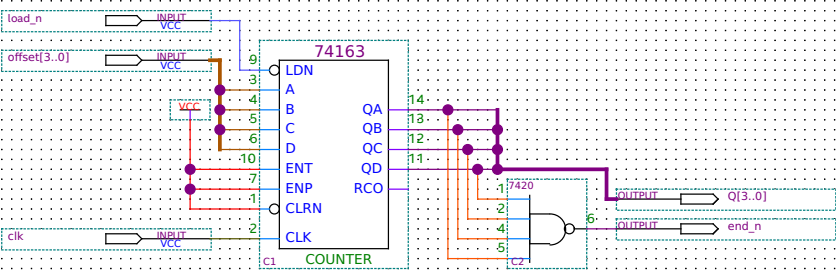 load_n INPUT VCC
offset[3..0] INPUT VCC
VCC
74163
9 LDN
3 A
4 B QA 14
5 C QB 13
6 D QC 12
10 ENT QD 11
7 ENP RCO
1 CLRN
2 CLK
clk INPUT VCC
C1 COUNTER
7420
1
2
4
5
6
C2
OUTPUT Q[3..0]
OUTPUT end_n